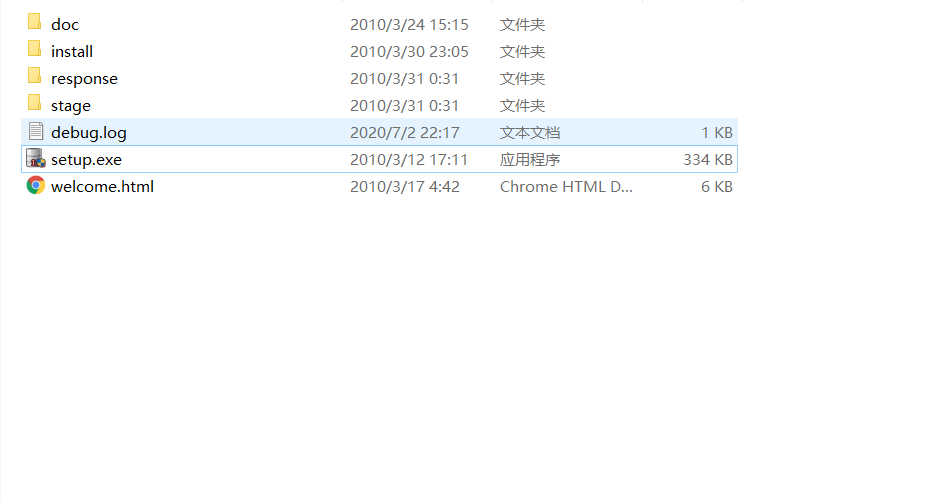 doc 2010/3/24 15:15 文件夹
install 2010/3/30 23:05 文件夹
response 2010/3/31 0:31 文件夹
stage 2010/3/31 0:31 文件夹
debug.log 2020/7/2 22:17 文本文档 1 KB
setup.exe 2010/3/12 17:11 应用程序 334 KB
welcome.html 2010/3/17 4:42 Chrome HTML D... 6 KB